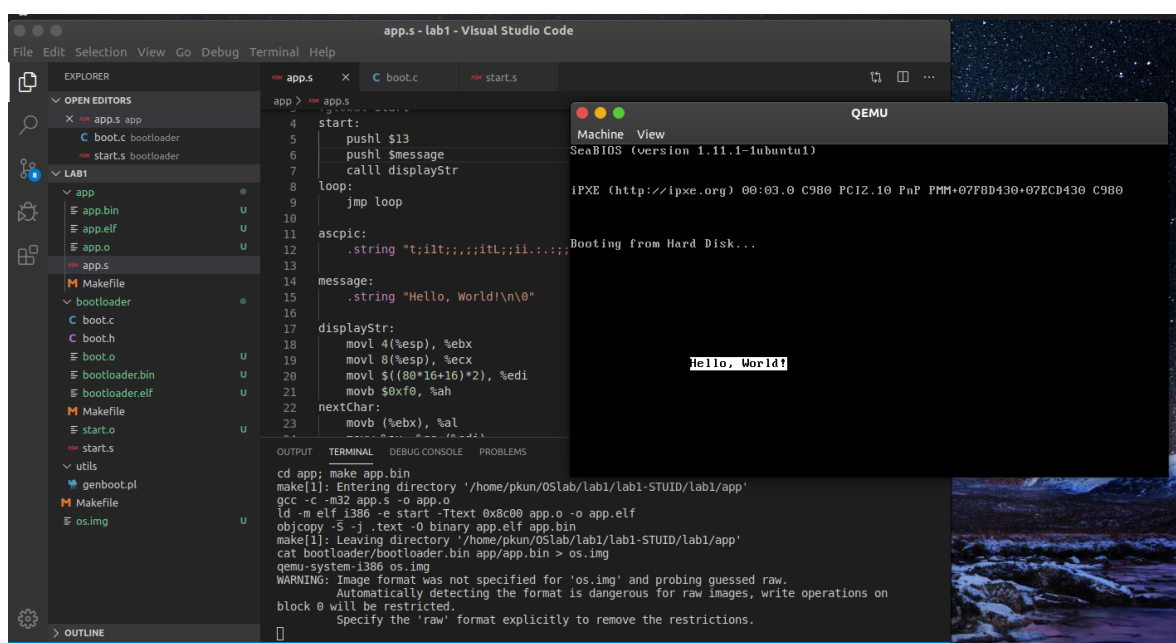 app.s - lab1 - Visual Studio Code
File Edit Selection View Go Debug Terminal Help
EXPLORER
OPEN EDITORS
app.s app
C boot.c bootloader
start.s bootloader
LAB1
app
app.bin U
app.elf U
app.o U
app.s
M Makefile
bootloader
C boot.c
C boot.h
boot.o U
bootloader.bin U
bootloader.elf U
M Makefile
start.o U
start.s
utils
genboot.pl
M Makefile
os.img U
OUTLINE
8
app.s × C boot.c start.s
app > app.s
4 start:
5 pushl $13
6 pushl $message
7 calll displayStr
8 loop:
9 jmp loop
10
11 ascpic:
12 .string "t;i1t;;,;;itL;;ii.:.:;;
13
14 message:
15 .string "Hello, World!\n\0"
16
17 displayStr:
18 movl 4(%esp), %ebx
19 movl 8(%esp), %ecx
20 movl $((80*16+16)*2), %edi
21 movb $0xf0, %ah
22 nextChar:
23 movb (%ebx), %al
OUTPUT TERMINAL DEBUG CONSOLE PROBLEMS
cd app; make app.bin
make[1]: Entering directory '/home/pkun/OSlab/lab1/lab1-STUID/lab1/app'
gcc -c -m32 app.s -o app.o
ld -m elf_i386 -e start -Ttext 0x8c00 app.o -o app.elf
objcopy -S -j .text -O binary app.elf app.bin
make[1]: Leaving directory '/home/pkun/OSlab/lab1/lab1-STUID/lab1/app'
cat bootloader/bootloader.bin app/app.bin > os.img
qemu-system-i386 os.img
WARNING: Image format was not specified for 'os.img' and probing guessed raw.
Automatically detecting the format is dangerous for raw images, write operations on
block 0 will be restricted.
Specify the 'raw' format explicitly to remove the restrictions.
QEMU
Machine View
SeaBIOS (version 1.11.1-1ubuntu1)
iPXE (http://ipxe.org) 00:03.0 C980 PCI2.10 PnP PMM+07F8D430+07ECD430 C980
Booting from Hard Disk...
Hello, World!